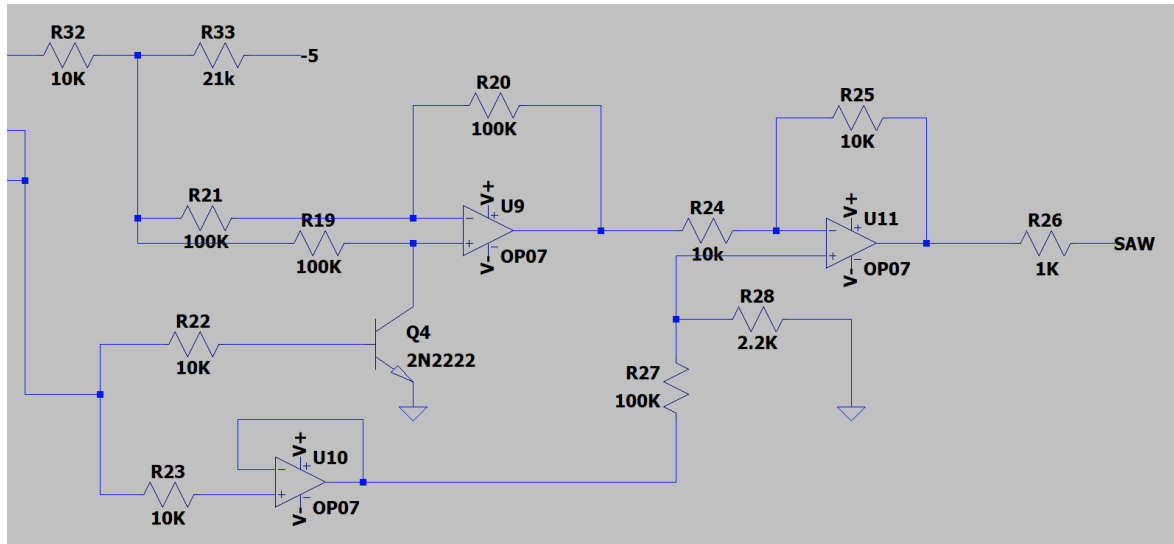 R32
10K
R33
21k
-5
R20
100K
R25
10K
R21
100K
R19
100K
V+
U9
V-
OP07
R24
10k
V+
U11
V-
OP07
R26
1K
SAW
R22
10K
Q4
2N2222
R28
2.2K
R27
100K
R23
10K
V+
U10
V-
OP07